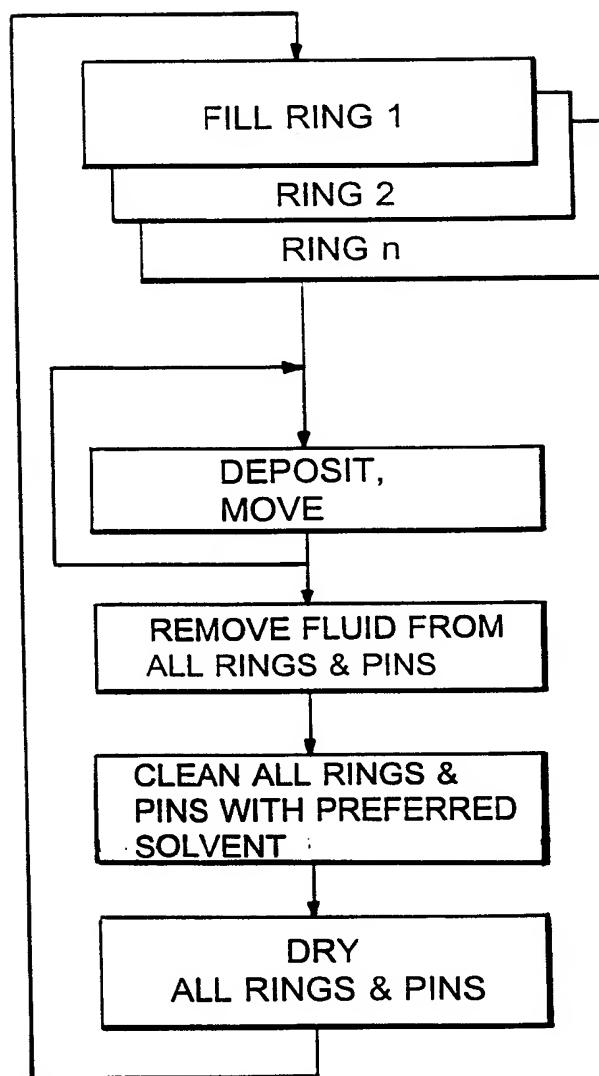 FILL RING 1
RING 2
RING n
DEPOSIT,
MOVE
REMOVE FLUID FROM
ALL RINGS & PINS
CLEAN ALL RINGS &
PINS WITH PREFERRED
SOLVENT
DRY
ALL RINGS & PINS